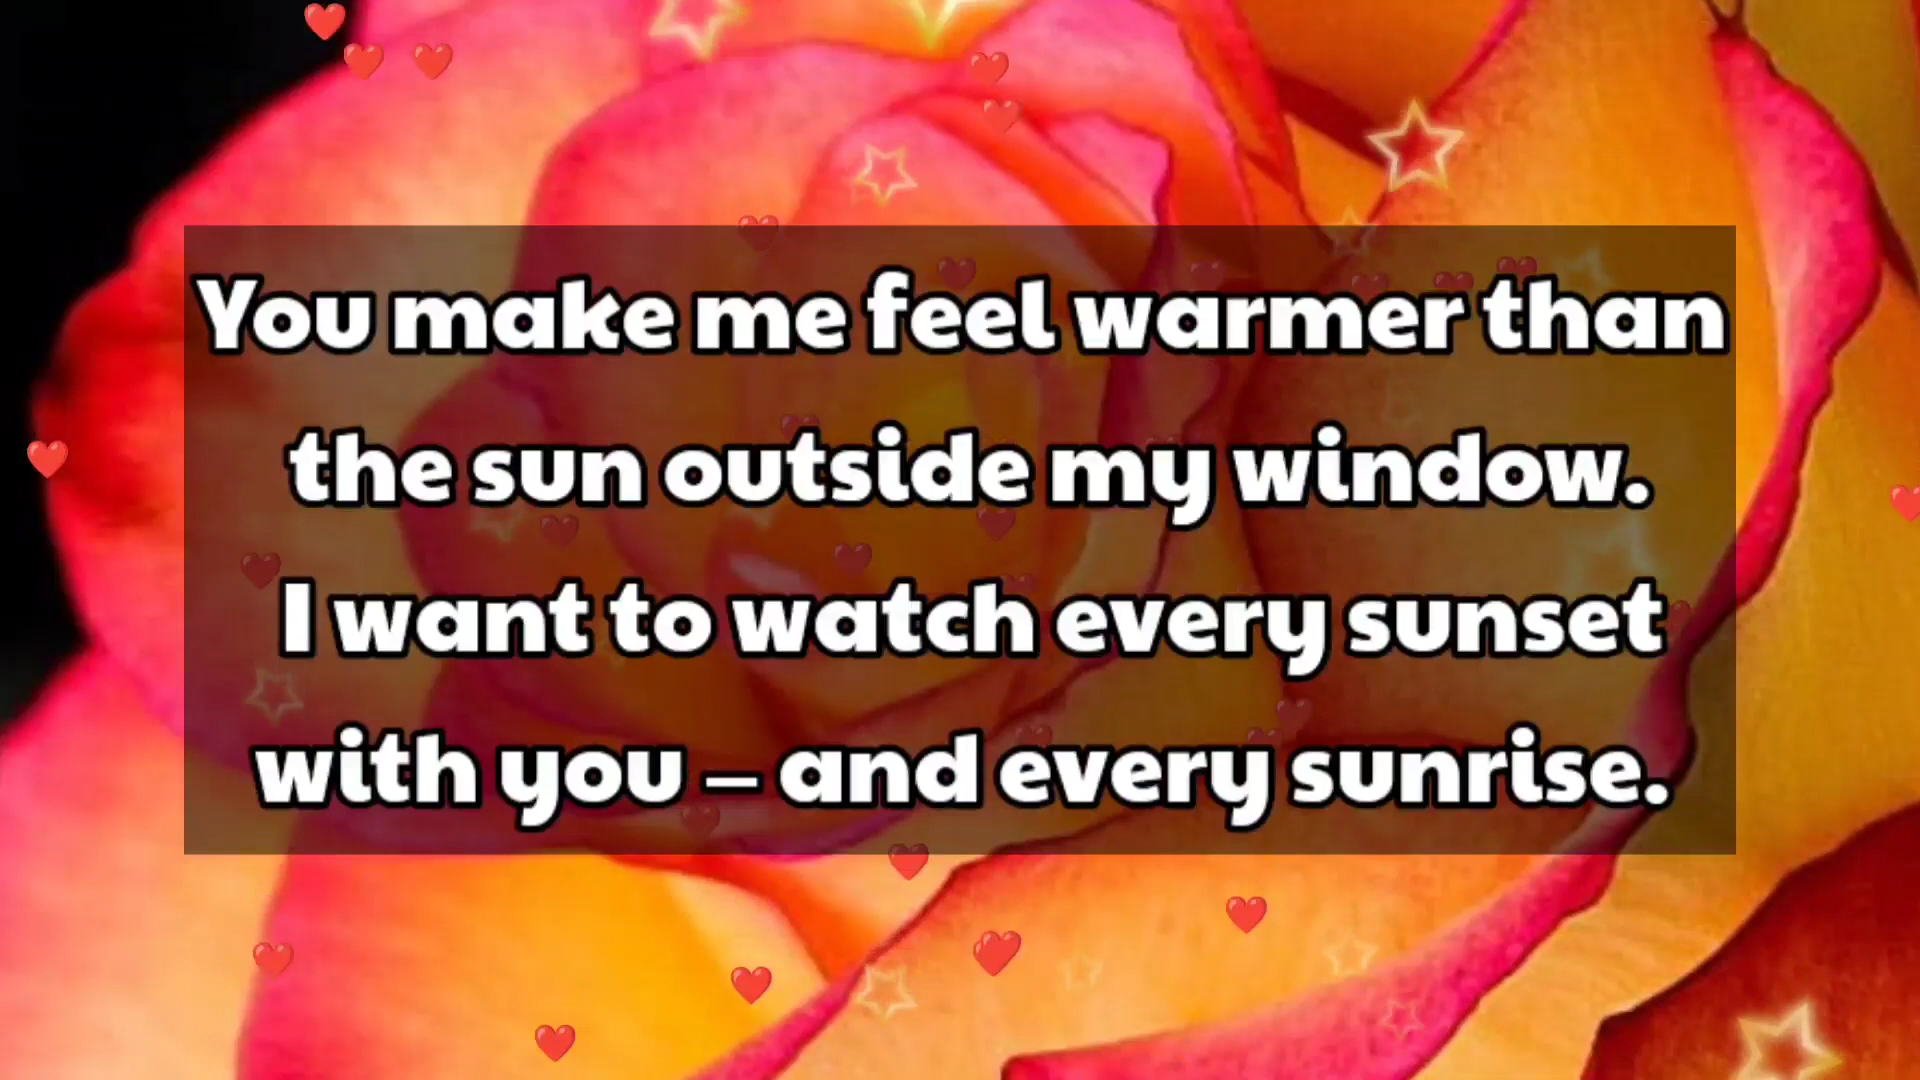 You make me feel warmer than
the sun outside my window.
I want to watch every sunset
with you – and every sunrise.